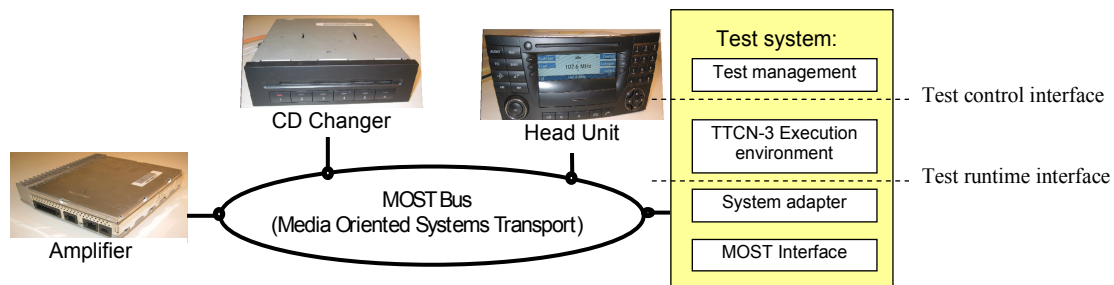 Test system:
Test management
Test control interface
102.6 MHz
CD Changer
Head Unit
TTCN-3 Execution
environment
Test runtime interface
MOST Bus
(Media Oriented Systems Transport)
System adapter
Amplifier
MOST Interface